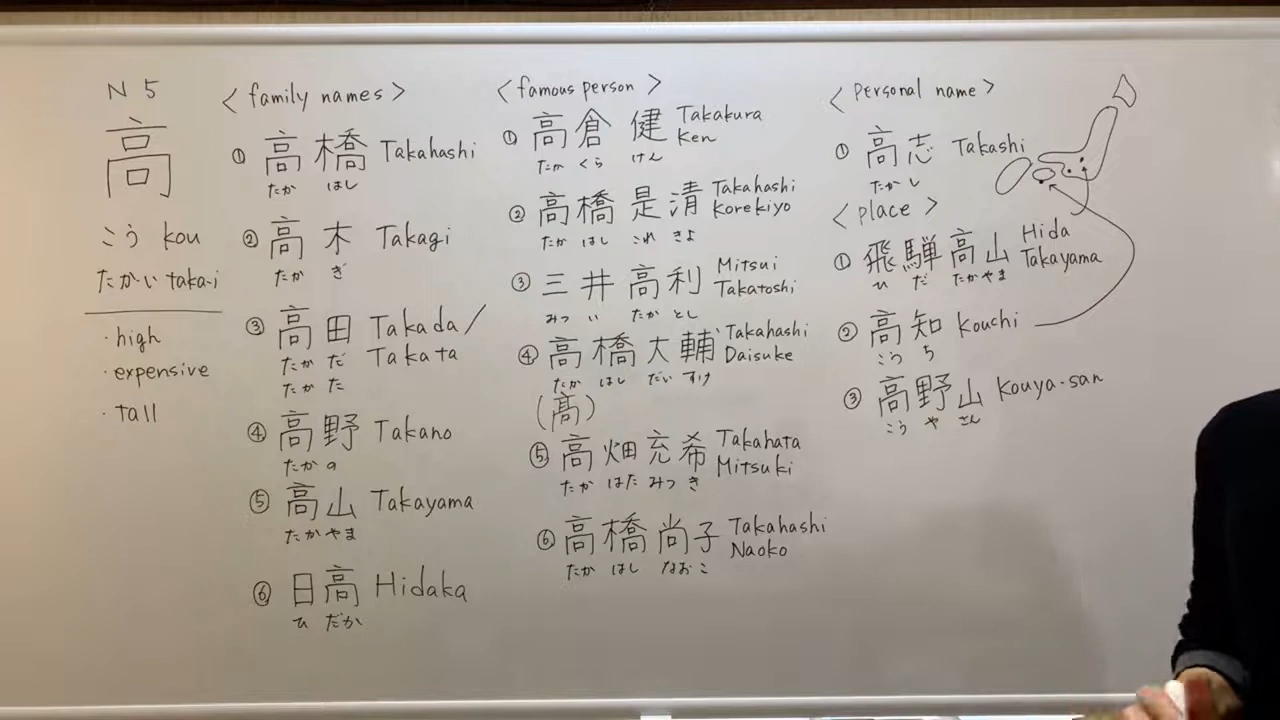 N5
高
こう kou
たかい taka-i
・high
・expensive
・tall
<family names>
① 高橋 Takahashi
たか はし
② 高木 Takagi
たか ぎ
③ 高田 Takada/
たか だ Takata
たか た
④ 高野 Takano
たか の
⑤ 高山 Takayama
たか やま
⑥ 日高 Hidaka
ひ だか
<famous person>
① 高倉 健 Takakura
Ken
たか くら けん
② 高橋 是清 Takahashi
Korekiyo
たか はし これ きよ
③ 三井 高利 Mitsui
Takatoshi
みつ い たか とし
④ 高橋 大輔 Takahashi
Daisuke
たか はし だい すけ
(髙)
⑤ 高畑 充希 Takahata
Mitsuki
たか はた みつ き
⑥ 高橋 尚子 Takahashi
Naoko
たか はし なお こ
<Personal name>
① 高志 Takashi
たか し
<place>
① 飛騨高山 Hida
Takayama
ひ だ たかやま
② 高知 Kouchi
こう ち
③ 高野山 Kouya-san
こう や さん